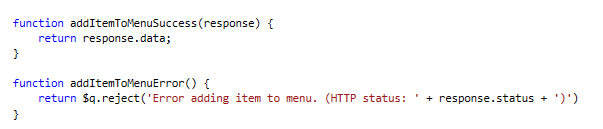 function addItemToMenuSuccess(response) {
    return response.data;
}
function addItemToMenuError() {
    return $q.reject('Error adding item to menu. (HTTP status: ' + response.status + ')')
}